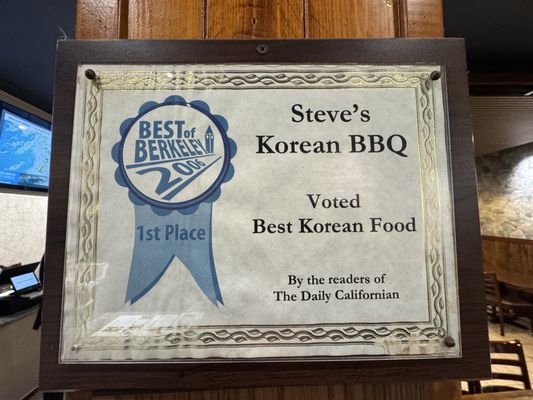 BEST of
BERKELEY
2006
1st Place
Steve's
Korean BBQ
Voted
Best Korean Food
By the readers of
The Daily Californian